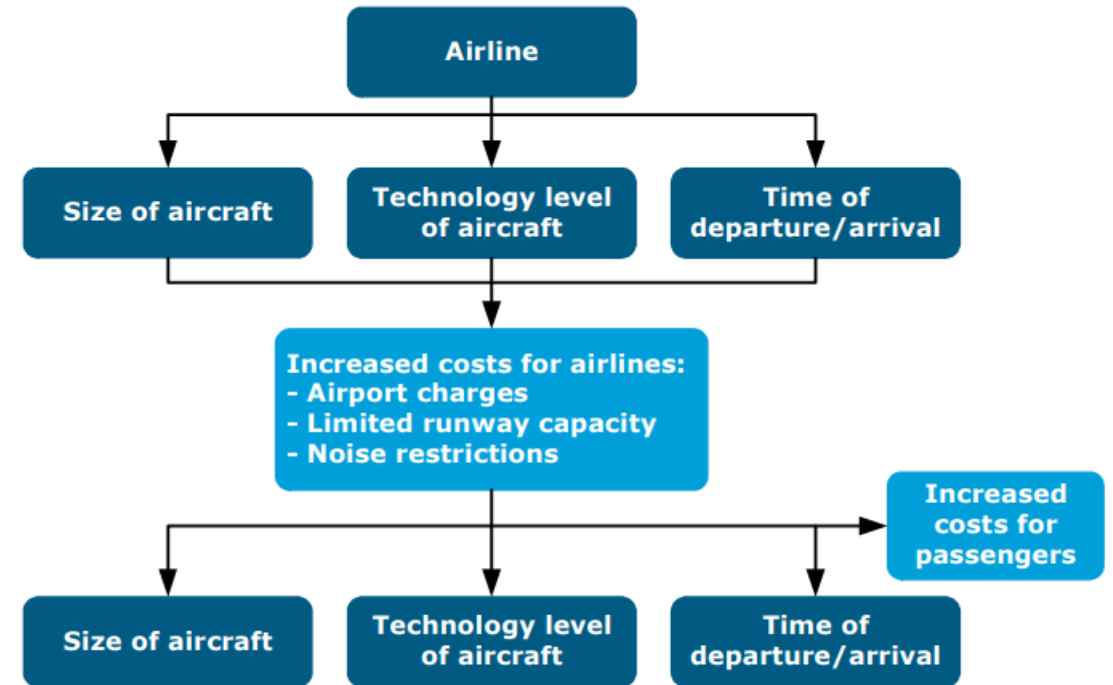 Airline
Size of aircraft
Technology level
of aircraft
Time of
departure/arrival
Increased costs for airlines:
- Airport charges
- Limited runway capacity
- Noise restrictions
Increased
costs for
passengers
Size of aircraft
Technology level
of aircraft
Time of
departure/arrival